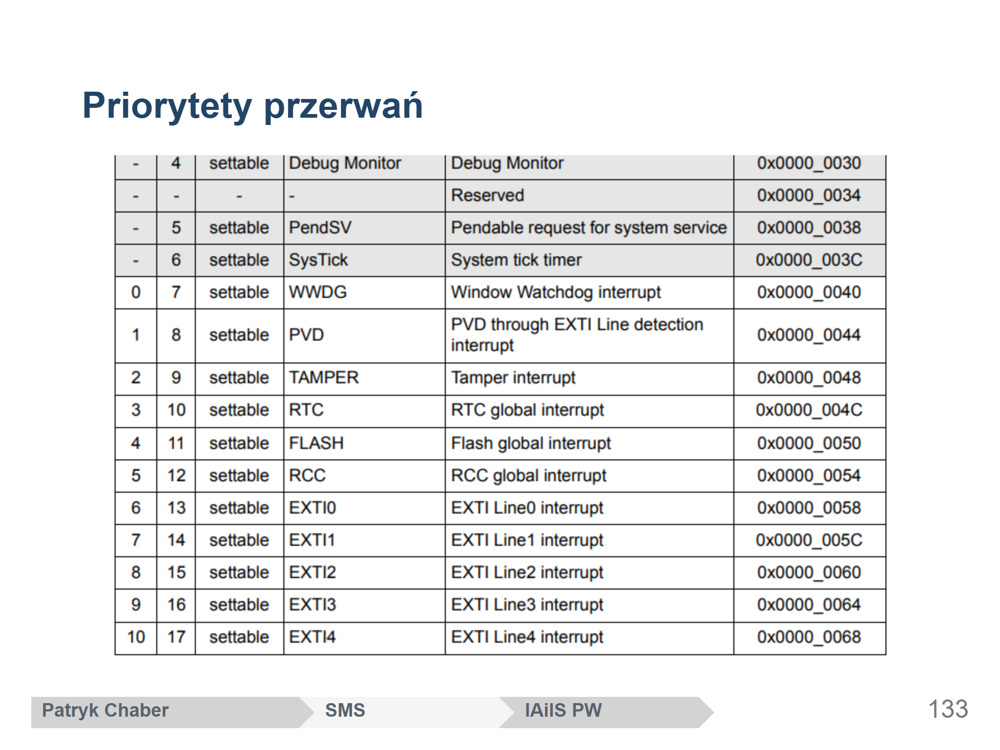 Priorytety przerwań
- 4 settable Debug Monitor Debug Monitor 0x0000_0030
- - - - Reserved 0x0000_0034
- 5 settable PendSV Pendable request for system service 0x0000_0038
- 6 settable SysTick System tick timer 0x0000_003C
0 7 settable WWDG Window Watchdog interrupt 0x0000_0040
1 8 settable PVD PVD through EXTI Line detection
interrupt 0x0000_0044
2 9 settable TAMPER Tamper interrupt 0x0000_0048
3 10 settable RTC RTC global interrupt 0x0000_004C
4 11 settable FLASH Flash global interrupt 0x0000_0050
5 12 settable RCC RCC global interrupt 0x0000_0054
6 13 settable EXTI0 EXTI Line0 interrupt 0x0000_0058
7 14 settable EXTI1 EXTI Line1 interrupt 0x0000_005C
8 15 settable EXTI2 EXTI Line2 interrupt 0x0000_0060
9 16 settable EXTI3 EXTI Line3 interrupt 0x0000_0064
10 17 settable EXTI4 EXTI Line4 interrupt 0x0000_0068
Patryk Chaber SMS IAiIS PW 133